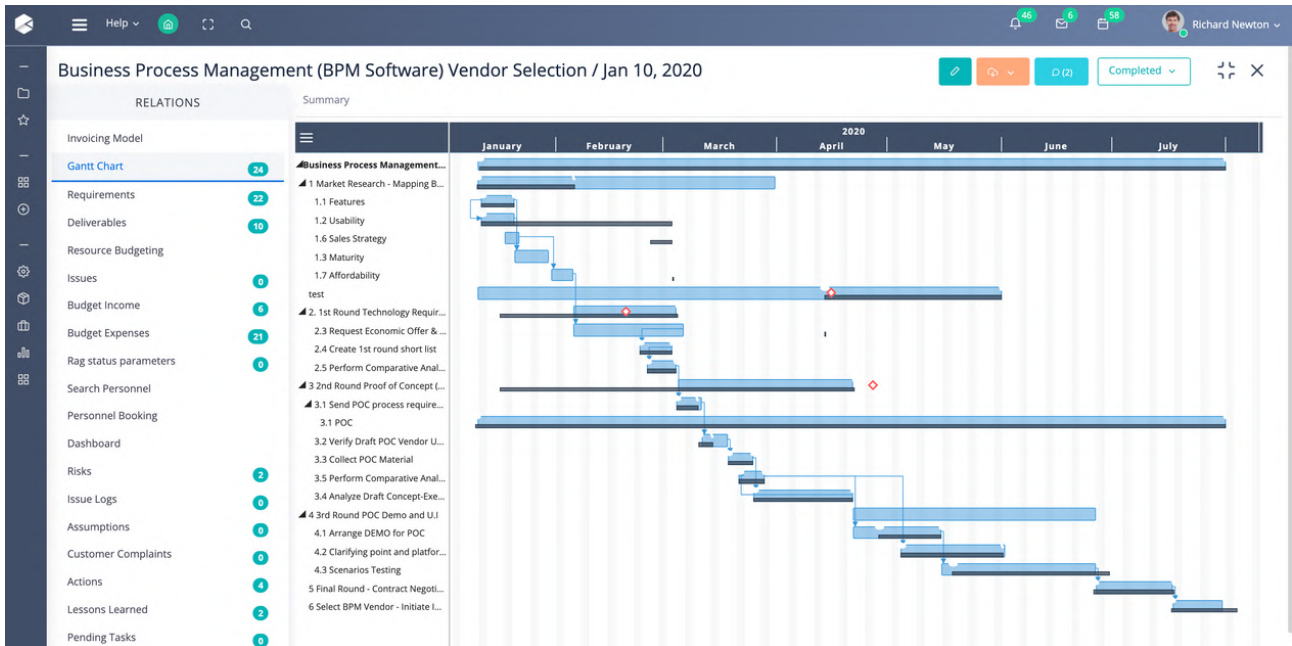 Help
46
6
58
Richard Newton
Business Process Management (BPM Software) Vendor Selection / Jan 10, 2020
(2)
Completed
RELATIONS
Invoicing Model
Gantt Chart 24
Requirements 22
Deliverables 10
Resource Budgeting
Issues 0
Budget Income 6
Budget Expenses 21
Rag status parameters 0
Search Personnel
Personnel Booking
Dashboard
Risks 2
Issue Logs 0
Assumptions 0
Customer Complaints 0
Actions 4
Lessons Learned 2
Pending Tasks 0
Summary
2020
January February March April May June July
Business Process Management...
1 Market Research - Mapping B...
1.1 Features
1.2 Usability
1.6 Sales Strategy
1.3 Maturity
1.7 Affordability
test
2. 1st Round Technology Requir...
2.3 Request Economic Offer & ...
2.4 Create 1st round short list
2.5 Perform Comparative Anal...
3 2nd Round Proof of Concept (...
3.1 Send POC process require...
3.1 POC
3.2 Verify Draft POC Vendor U...
3.3 Collect POC Material
3.5 Perform Comparative Anal...
3.4 Analyze Draft Concept-Exe...
4 3rd Round POC Demo and U.I
4.1 Arrange DEMO for POC
4.2 Clarifying point and platfor...
4.3 Scenarios Testing
5 Final Round - Contract Negoti...
6 Select BPM Vendor - Initiate I...